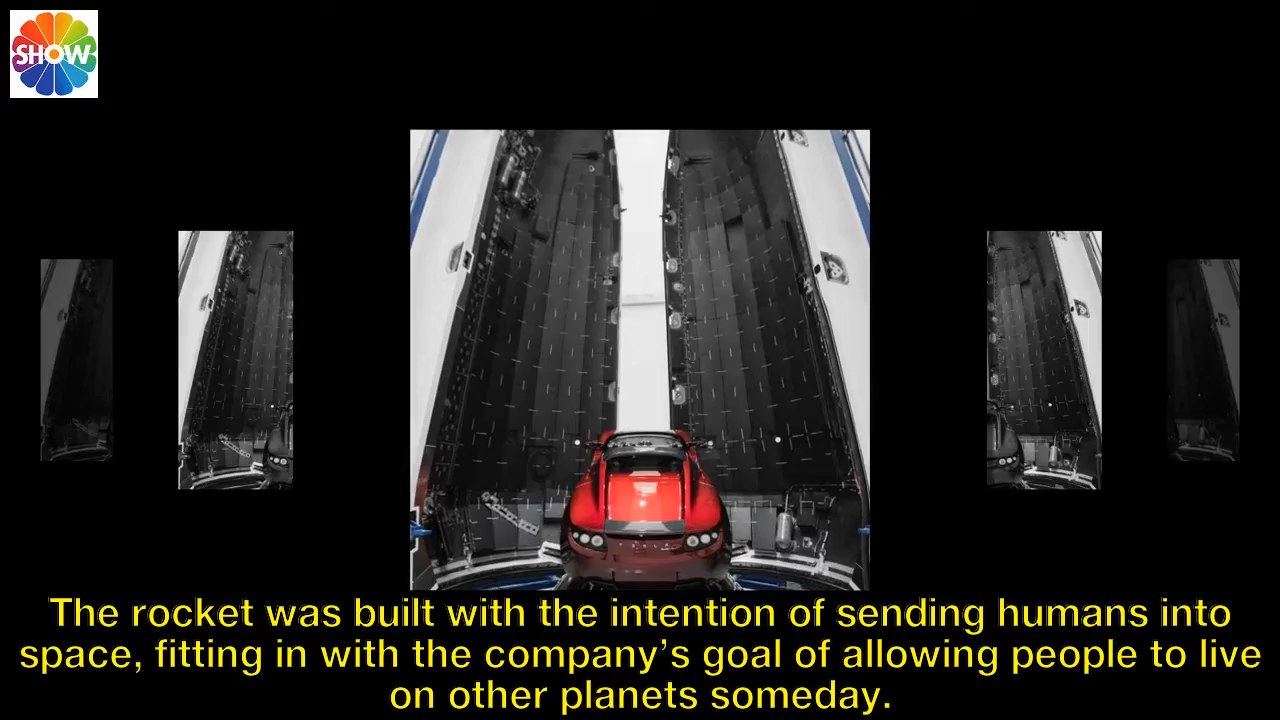 SHOW
TESLA
The rocket was built with the intention of sending humans into
space, fitting in with the company’s goal of allowing people to live
on other planets someday.